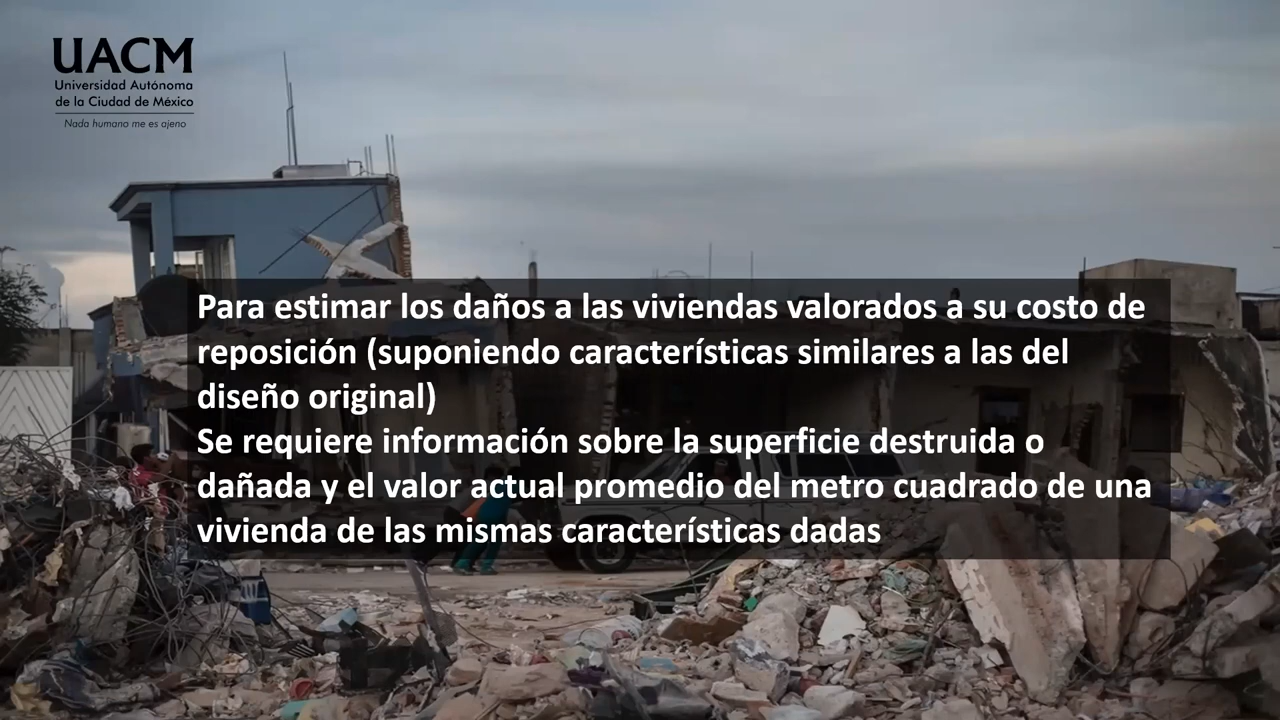 UACM
Universidad Autónoma
de la Ciudad de México
Nada humano me es ajeno
Para estimar los daños a las viviendas valorados a su costo de
reposición (suponiendo características similares a las del
diseño original)
Se requiere información sobre la superficie destruida o
dañada y el valor actual promedio del metro cuadrado de una
vivienda de las mismas características dadas